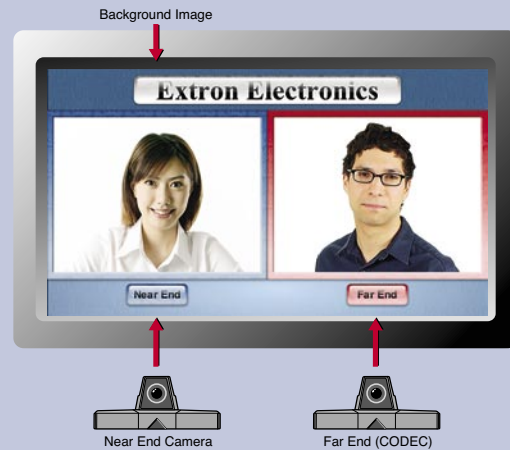 Background Image
Extron Electronics
Near End
Far End
Near End Camera
Far End (CODEC)